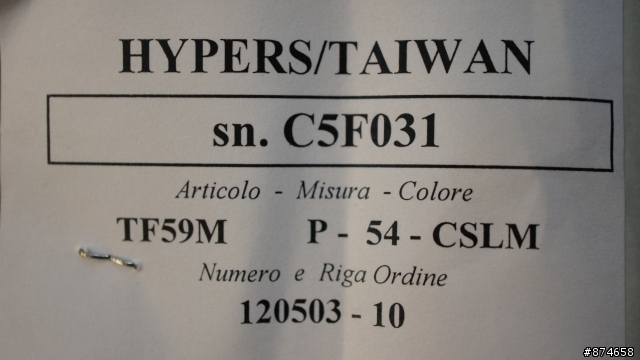 HYPERS/TAIWAN
sn. C5F031
Articolo - Misura - Colore
TF59M P - 54 - CSLM
Numero e Riga Ordine
120503 - 10
#874658